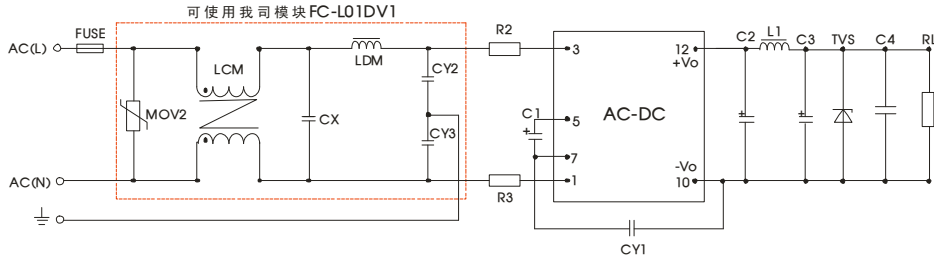 可使用我司模块FC-L01DV1
FUSE
AC(L)
LCM
MOV2
CX
LDM
CY2
CY3
R2
AC(N)
R3
C1
3
5
7
1
AC-DC
12
+Vo
-Vo
10
CY1
C2
L1
C3
TVS
C4
RL
+
+
+